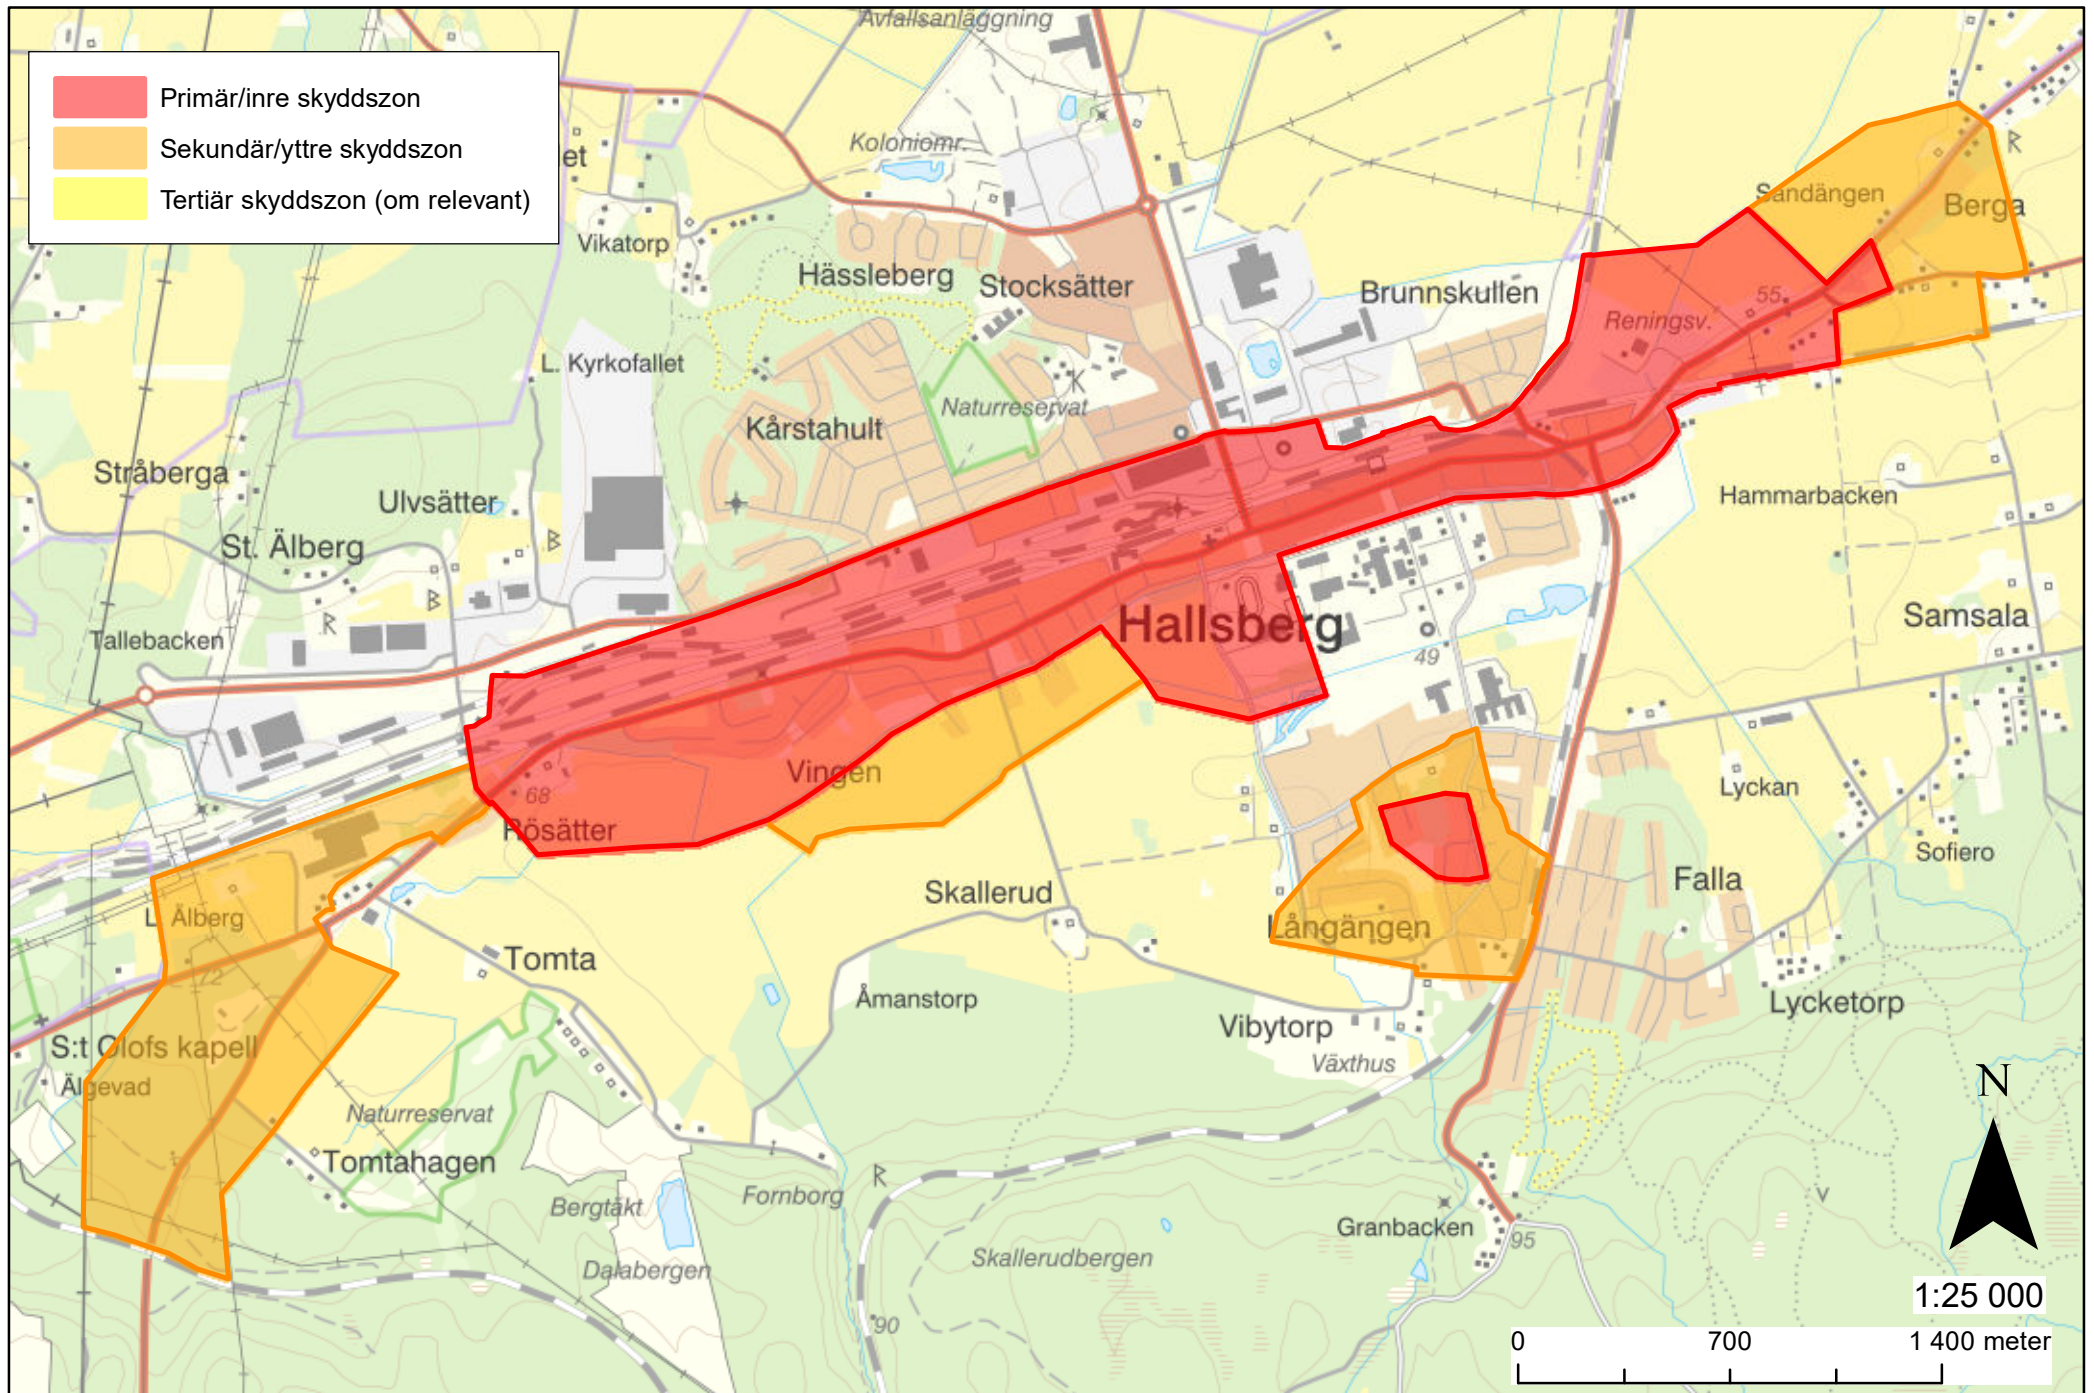 Avfallsanläggning
Primär/inre skyddszon
Sekundär/yttre skyddszon
Tertiär skyddszon (om relevant)
et
Koloniomr.
R
Sandängen
Berga
Vikatorp
Hässleberg
Stocksätter
Brunnskullen
55
Reningsv.
L. Kyrkofallet
K
Naturreservat
Kårstahult
Stråberga
Ulvsätter
Hammarbacken
St. Älberg
B
B
R
Tallebacken
Hallsberg
Samsala
49
Vingen
68
Rösätter
Lyckan
Sofiero
Skallerud
Falla
L. Älberg
Långängen
72
Tomta
Åmanstorp
Lycketorp
Vibytorp
S:t Olofs kapell
Växthus
Älgevad
N
Naturreservat
Tomtahagen
R
Fornborg
Bergtäkt
V
Granbacken
95
Skallerudbergen
Dalabergen
1:25 000
90
0 700 1 400 meter